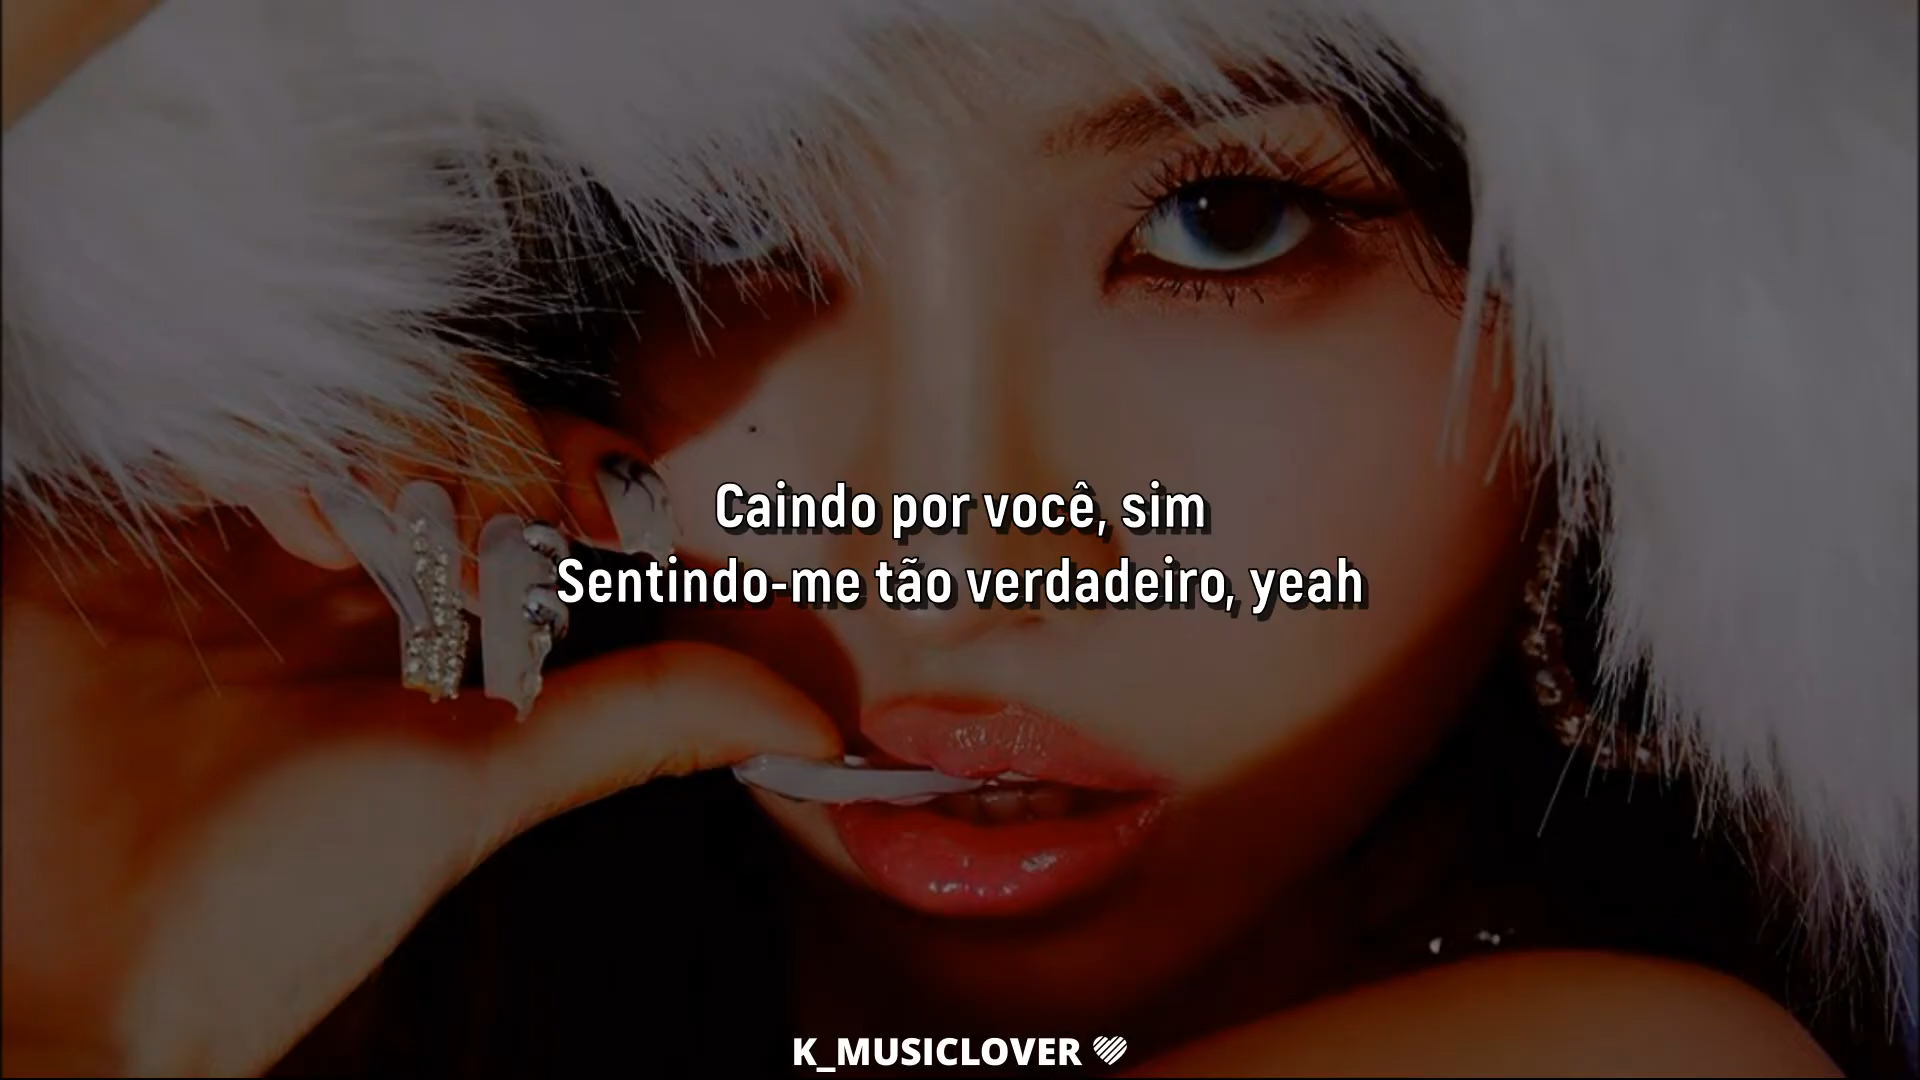 Caindo por você, sim
Sentindo-me tão verdadeiro, yeah
K_MUSICLOVER